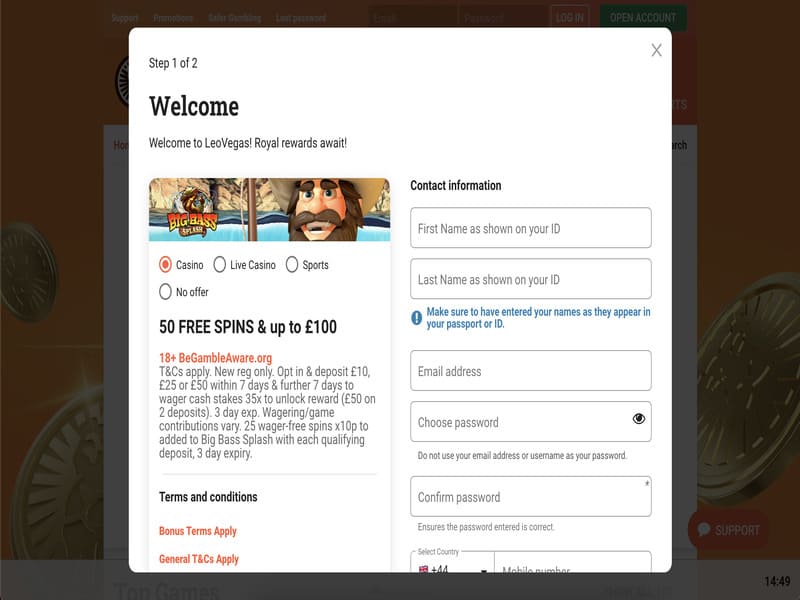 Support Promotions Safer Gambling Lost password
Email
Password
LOG IN
OPEN ACCOUNT
Step 1 of 2
X
Welcome
Welcome to LeoVegas! Royal rewards await!
BIG BASS
SPLASH
Casino
Live Casino
Sports
No offer
50 FREE SPINS & up to £100
18+ BeGambleAware.org
T&Cs apply. New reg only. Opt in & deposit £10,
£25 or £50 within 7 days & further 7 days to
wager cash stakes 35x to unlock reward (£50 on
2 deposits). 3 day exp. Wagering/game
contributions vary. 25 wager-free spins x10p to
added to Big Bass Splash with each qualifying
deposit, 3 day expiry.
Terms and conditions
Bonus Terms Apply
General T&Cs Apply
Contact information
First Name as shown on your ID
Last Name as shown on your ID
Make sure to have entered your names as they appear in
your passport or ID.
Email address
Choose password
Do not use your email address or username as your password.
*
Confirm password
Ensures the password entered is correct.
Select Country
+44
Mobile number
SUPPORT
14:49
Top Games